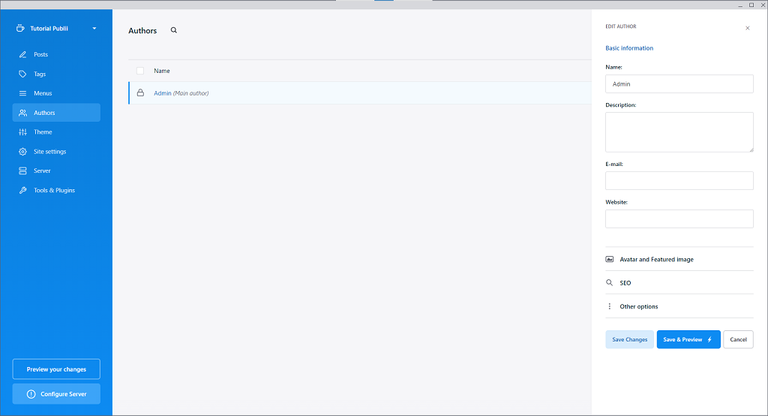 Tutorial Publii
Posts
Tags
Menus
Authors
Theme
Site settings
Server
Tools & Plugins
Preview your changes
Configure Server
Authors
Name
Admin (Main author)
EDIT AUTHOR
Basic information
Name:
Admin
Description:
E-mail:
Website:
Avatar and Featured image
SEO
Other options
Save Changes
Save & Preview
Cancel